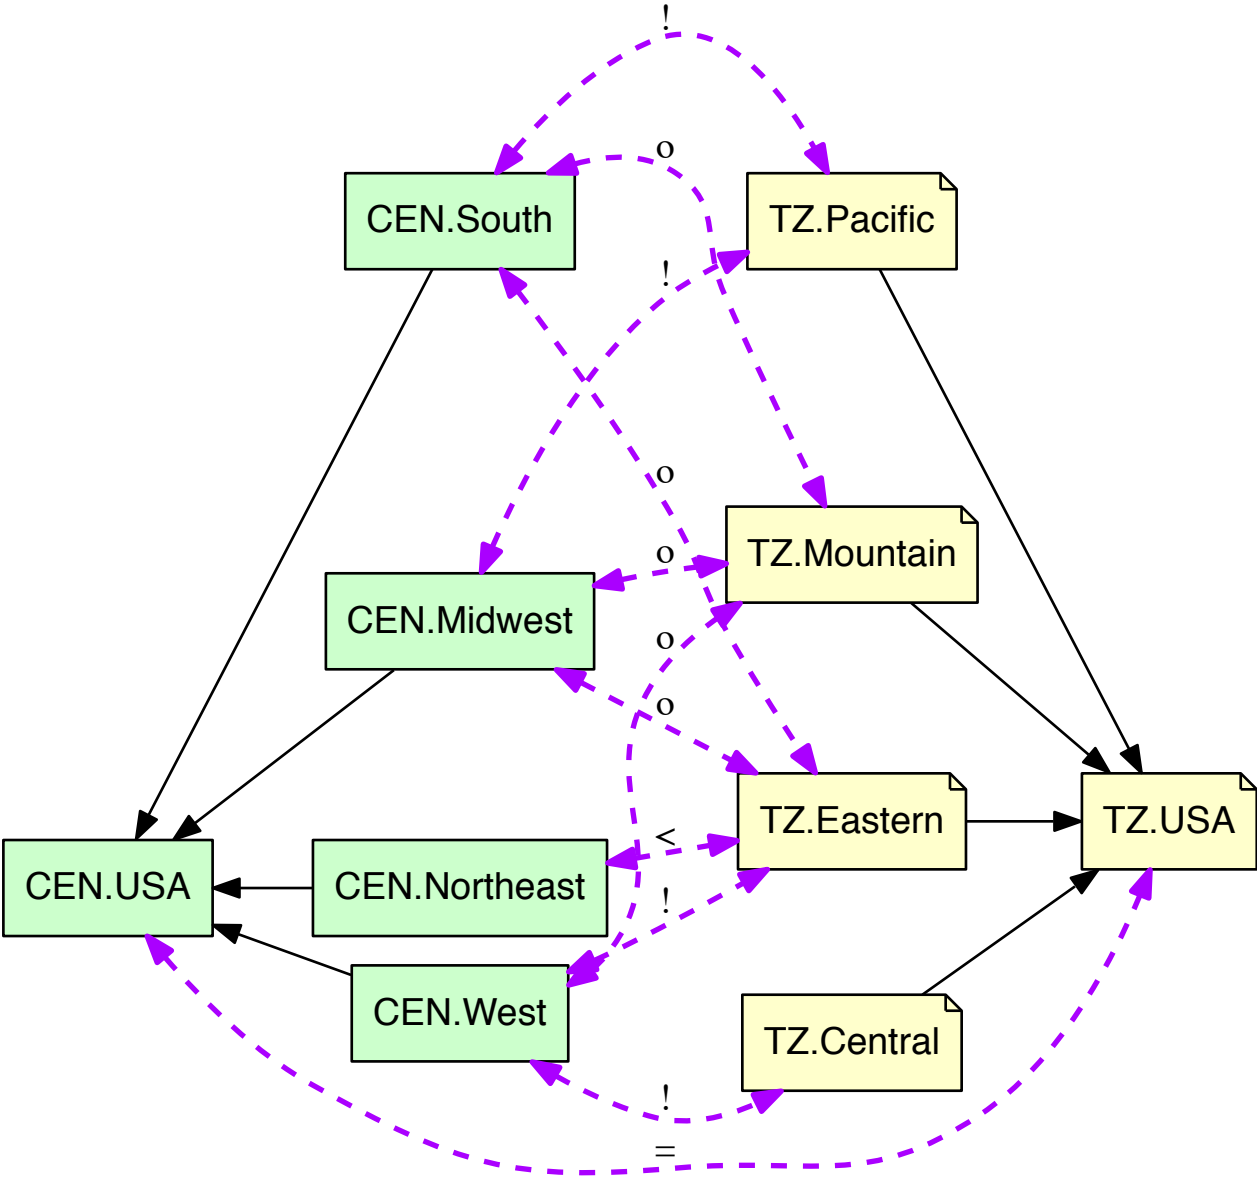 !
o
CEN.South
TZ.Pacific
!
o
o
TZ.Mountain
CEN.Midwest
o
o
TZ.Eastern
TZ.USA
<
CEN.USA
CEN.Northeast
!
CEN.West
TZ.Central
!
=